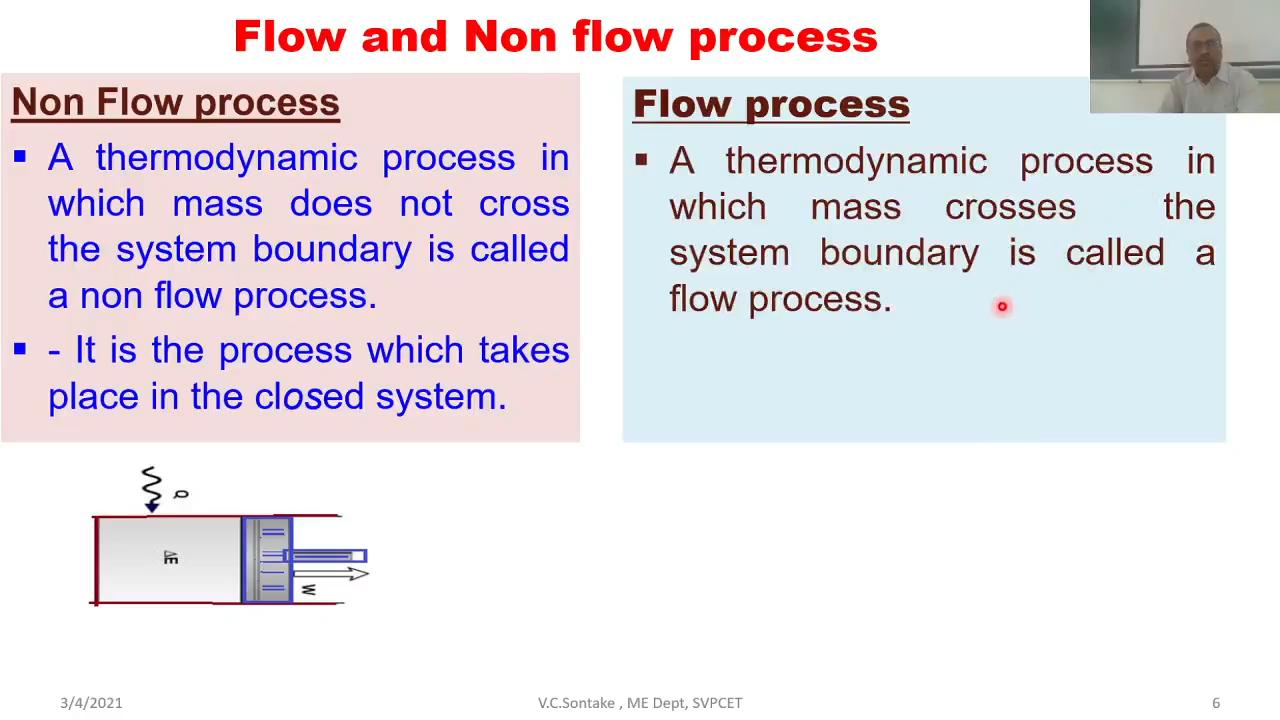 Flow and Non flow process
Non Flow process
▪ A thermodynamic process in
which mass does not cross
the system boundary is called
a non flow process.
▪ - It is the process which takes
place in the closed system.
Q
ΔE
W
Flow process
▪ A thermodynamic process in
which mass crosses the
system boundary is called a
flow process.
3/4/2021
V.C.Sontake , ME Dept, SVPCET
6